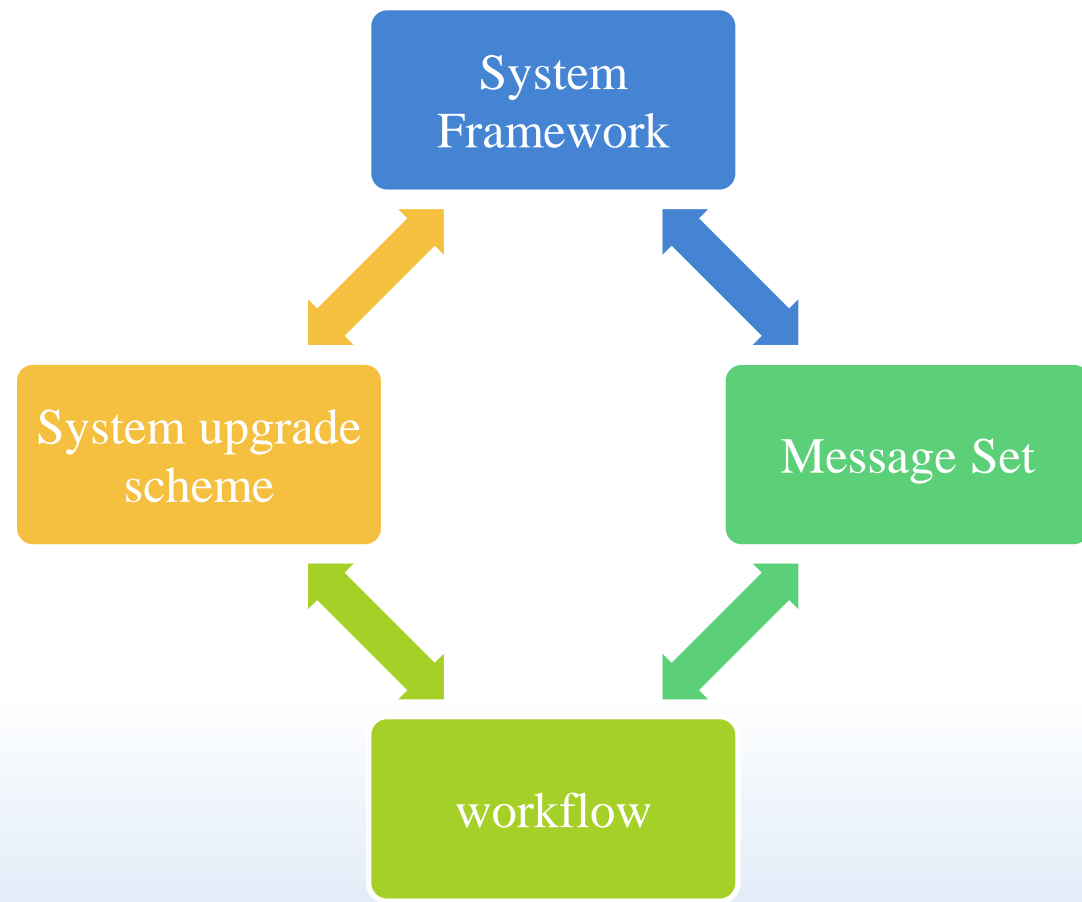 System
Framework
System upgrade
scheme
Message Set
workflow